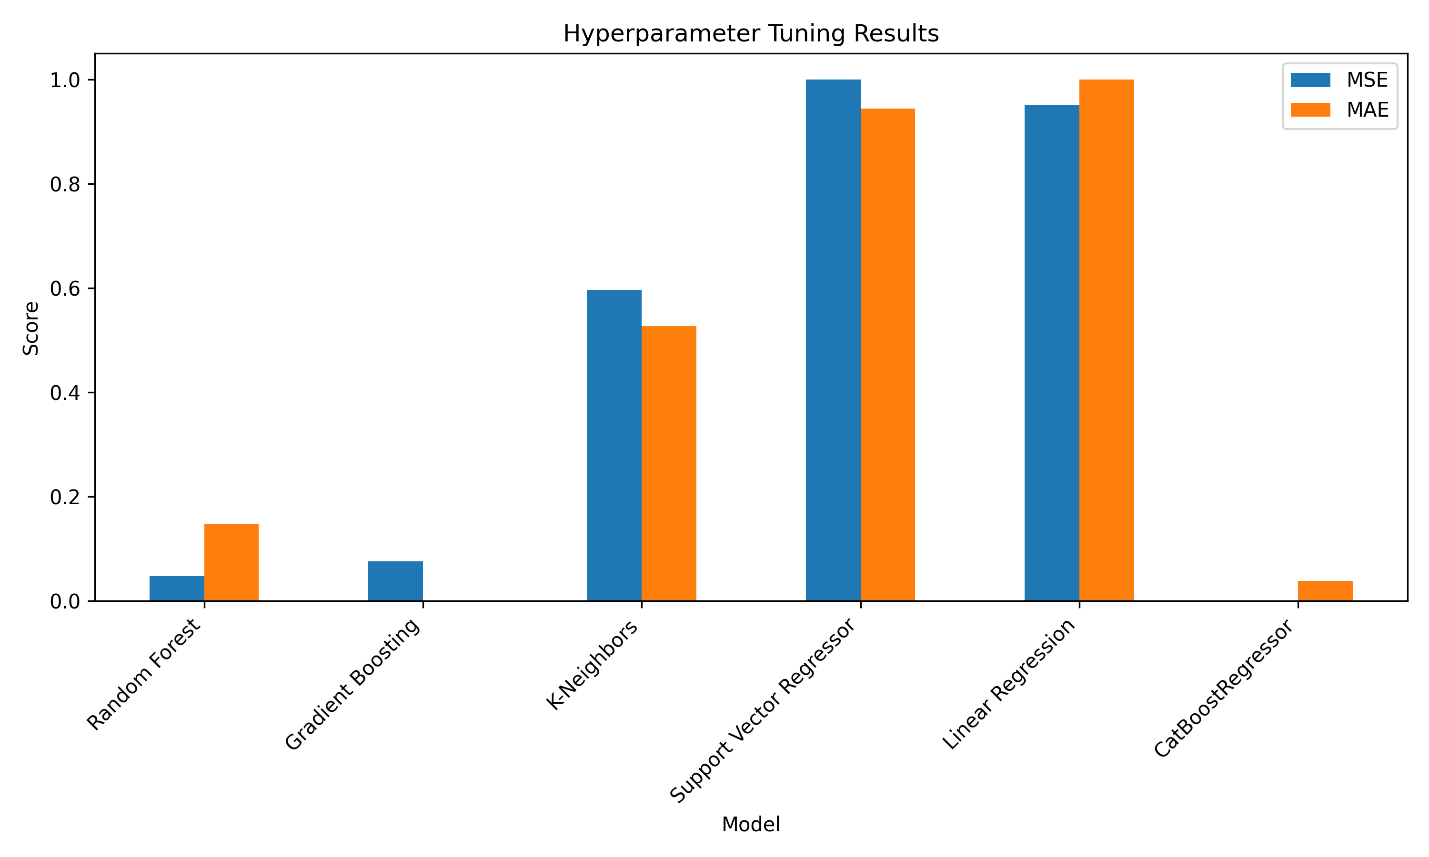 Hyperparameter Tuning Results
MSE
MAE
1.0
0.8
0.6
0.4
0.2
0.0
Score
Random Forest
Gradient Boosting
K-Neighbors
Support Vector Regressor
Linear Regression
CatBoostRegressor
Model